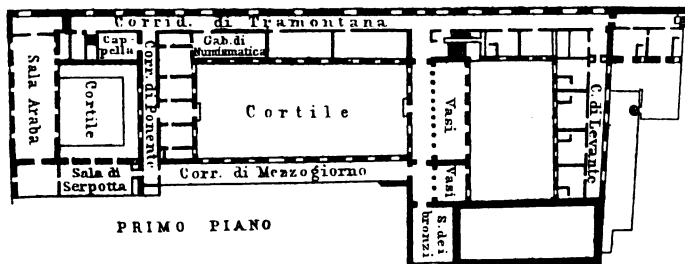 Corrid. di Tramontana
Cap-
pella
Gab. di
Numismatica
Sala Araba
Cortile
Corr. di Ponente
Cortile
Vasi
C. di Levante
Sala di
Serpotta
Corr. di Mezzogiorno
Vasi
S. dei
bronzi
PRIMO PIANO